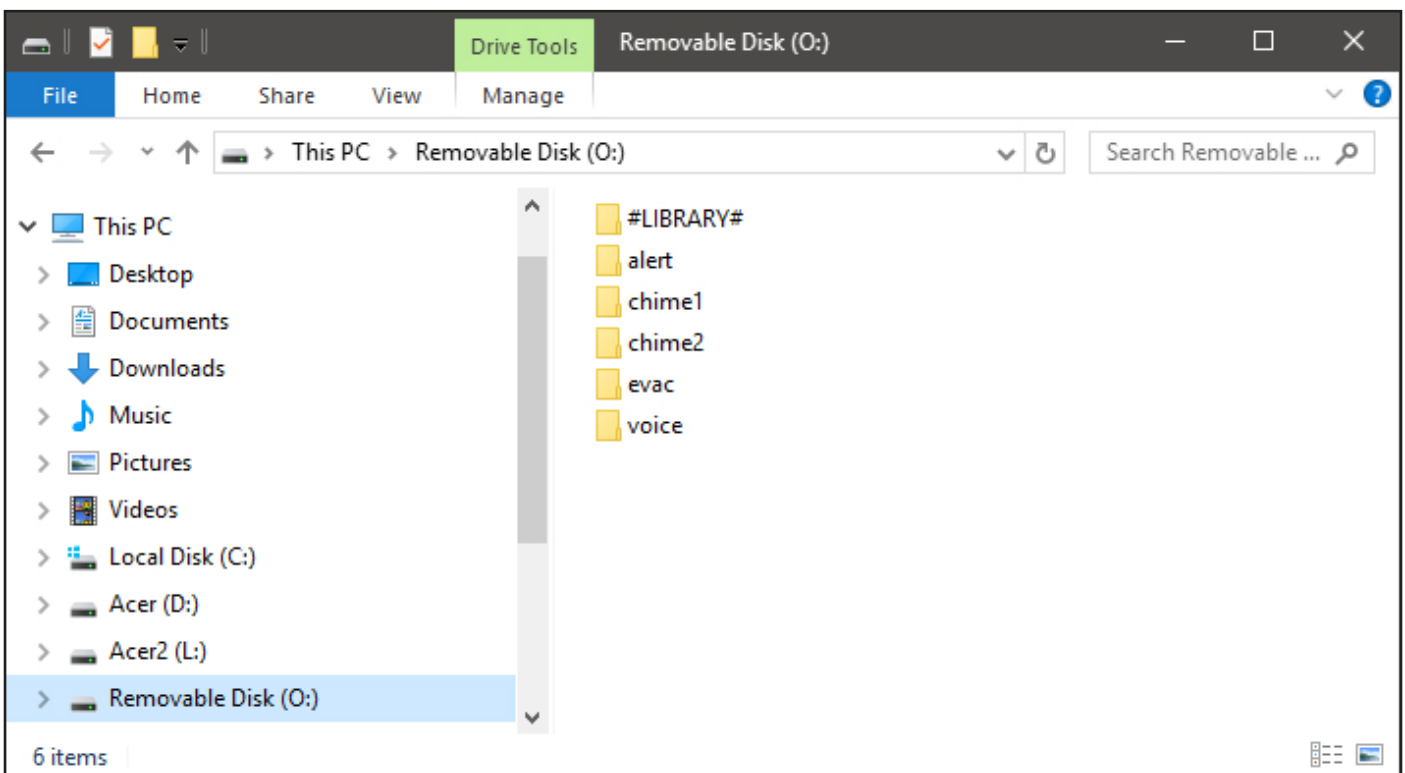 Drive Tools Removable Disk (O:)
File Home Share View Manage
This PC > Removable Disk (O:) Search Removable ...
This PC
Desktop
Documents
Downloads
Music
Pictures
Videos
Local Disk (C:)
Acer (D:)
Acer2 (L:)
Removable Disk (O:)
#LIBRARY#
alert
chime1
chime2
evac
voice
6 items